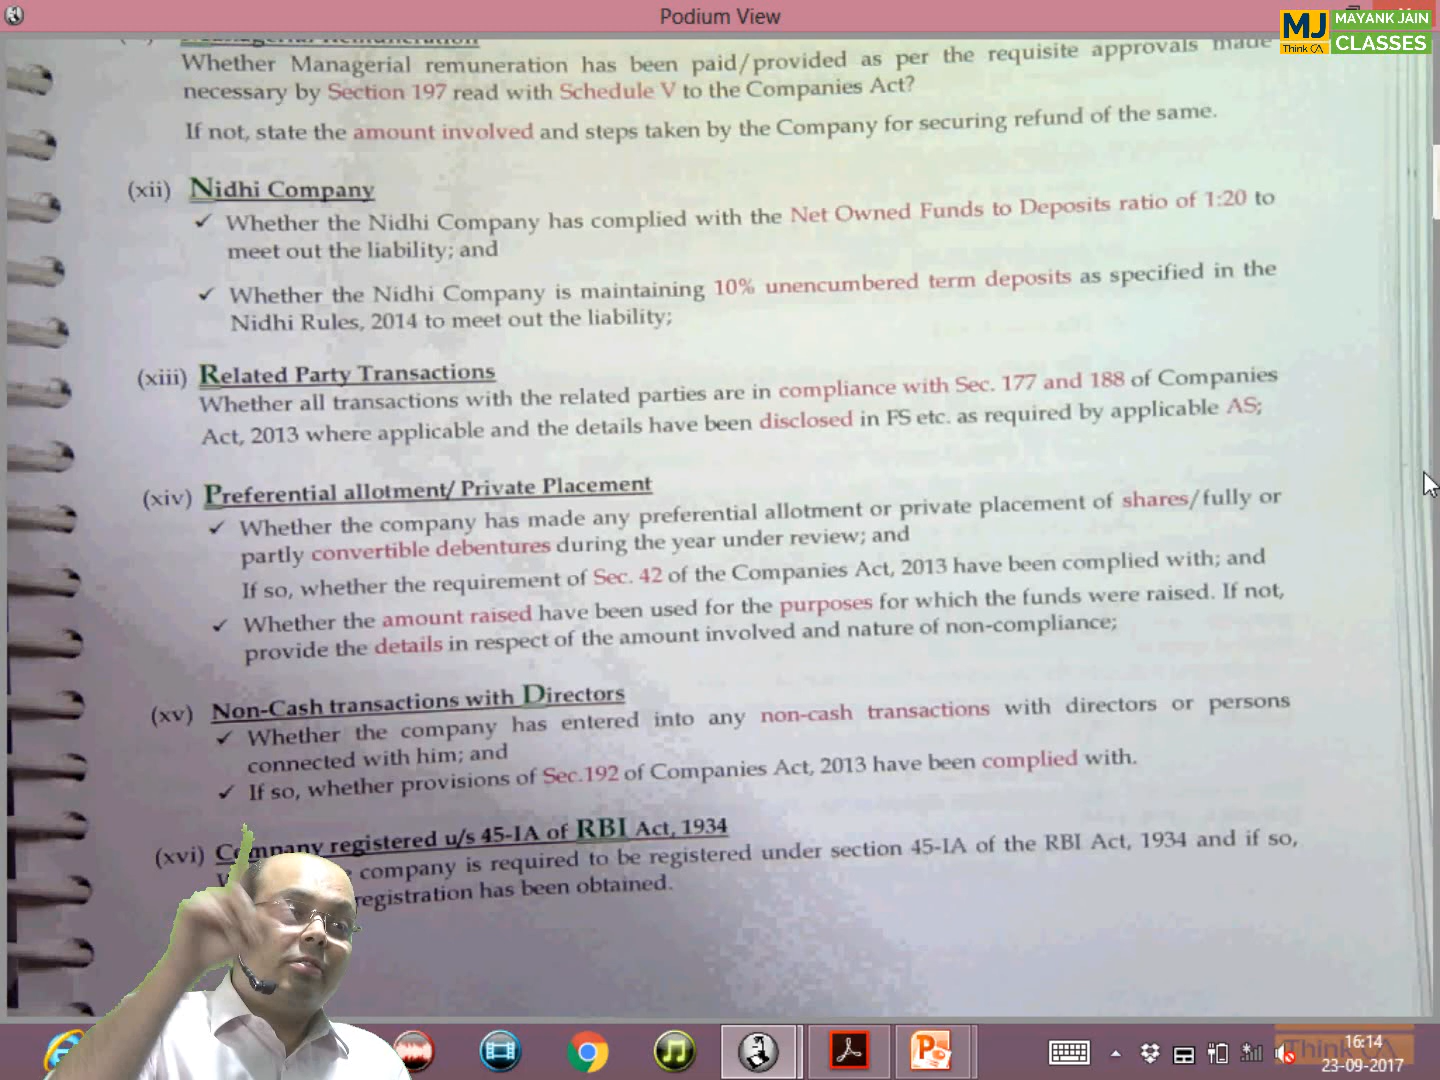 Podium View
MJ
Think CA
MAYANK JAIN
CLASSES
Managerial Remuneration
Whether Managerial remuneration has been paid/provided as per the requisite approvals made
necessary by Section 197 read with Schedule V to the Companies Act?
If not, state the amount involved and steps taken by the Company for securing refund of the same.
(xii) Nidhi Company
✓ Whether the Nidhi Company has complied with the Net Owned Funds to Deposits ratio of 1:20 to
meet out the liability; and
✓ Whether the Nidhi Company is maintaining 10% unencumbered term deposits as specified in the
Nidhi Rules, 2014 to meet out the liability;
(xiii) Related Party Transactions
Whether all transactions with the related parties are in compliance with Sec. 177 and 188 of Companies
Act, 2013 where applicable and the details have been disclosed in FS etc. as required by applicable AS;
(xiv) Preferential allotment/ Private Placement
✓ Whether the company has made any preferential allotment or private placement of shares/fully or
partly convertible debentures during the year under review; and
If so, whether the requirement of Sec. 42 of the Companies Act, 2013 have been complied with; and
✓ Whether the amount raised have been used for the purposes for which the funds were raised. If not,
provide the details in respect of the amount involved and nature of non-compliance;
(xv) Non-Cash transactions with Directors
✓ Whether the company has entered into any non-cash transactions with directors or persons
connected with him; and
✓ If so, whether provisions of Sec.192 of Companies Act, 2013 have been complied with.
(xvi) Company registered u/s 45-IA of RBI Act, 1934
company is required to be registered under section 45-IA of the RBI Act, 1934 and if so,
registration has been obtained.
Think CA
16:14
23-09-2017